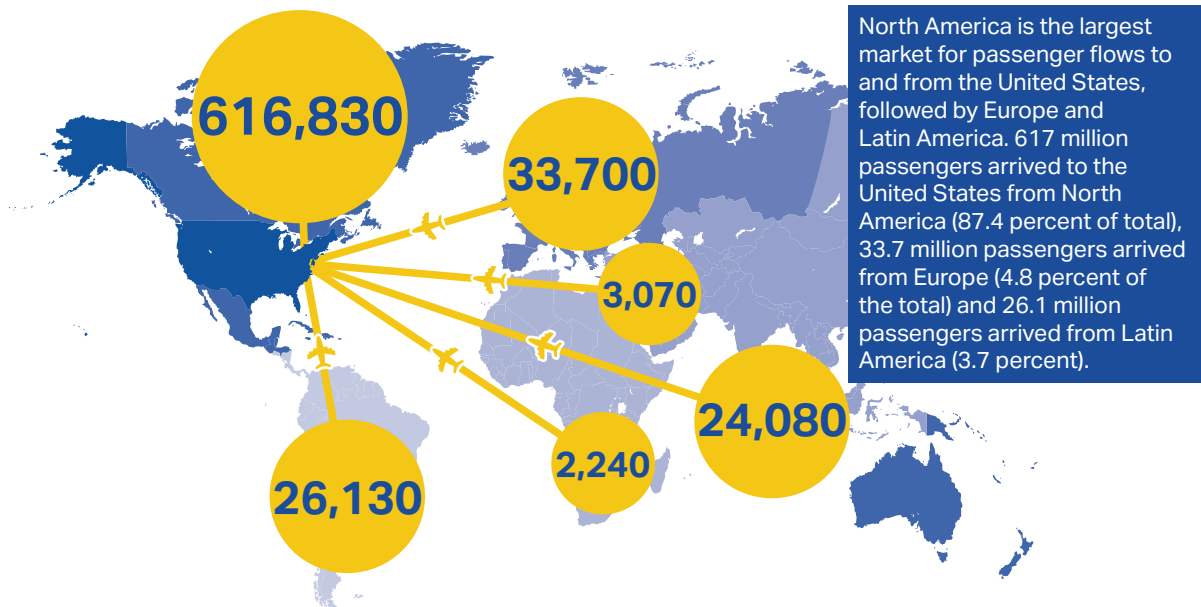 616,830
33,700
3,070
24,080
2,240
26,130
North America is the largest
market for passenger flows to
and from the United States,
followed by Europe and
Latin America. 617 million
passengers arrived to the
United States from North
America (87.4 percent of total),
33.7 million passengers arrived
from Europe (4.8 percent of
the total) and 26.1 million
passengers arrived from Latin
America (3.7 percent).